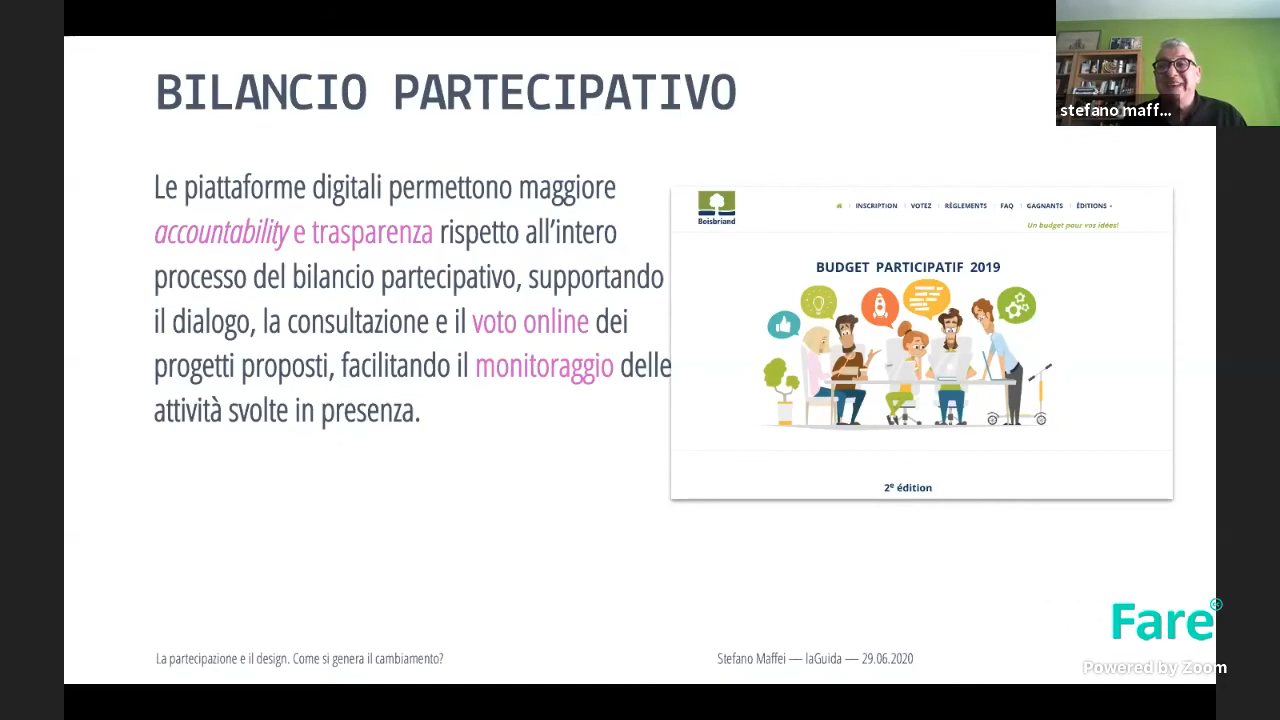 BILANCIO PARTECIPATIVO
stefano maff...
Le piattaforme digitali permettono maggiore
accountability e trasparenza rispetto all’intero
processo del bilancio partecipativo, supportando
il dialogo, la consultazione e il voto online dei
progetti proposti, facilitando il monitoraggio delle
attività svolte in presenza.
Boisbriand
INSCRIPTION VOTEZ RÈGLEMENTS FAQ GAGNANTS ÉDITIONS
Un budget pour vos idées!
BUDGET PARTICIPATIF 2019
2e édition
Fare
Powered by Zoom
La partecipazione e il design. Come si genera il cambiamento?
Stefano Maffei — laGuida — 29.06.2020